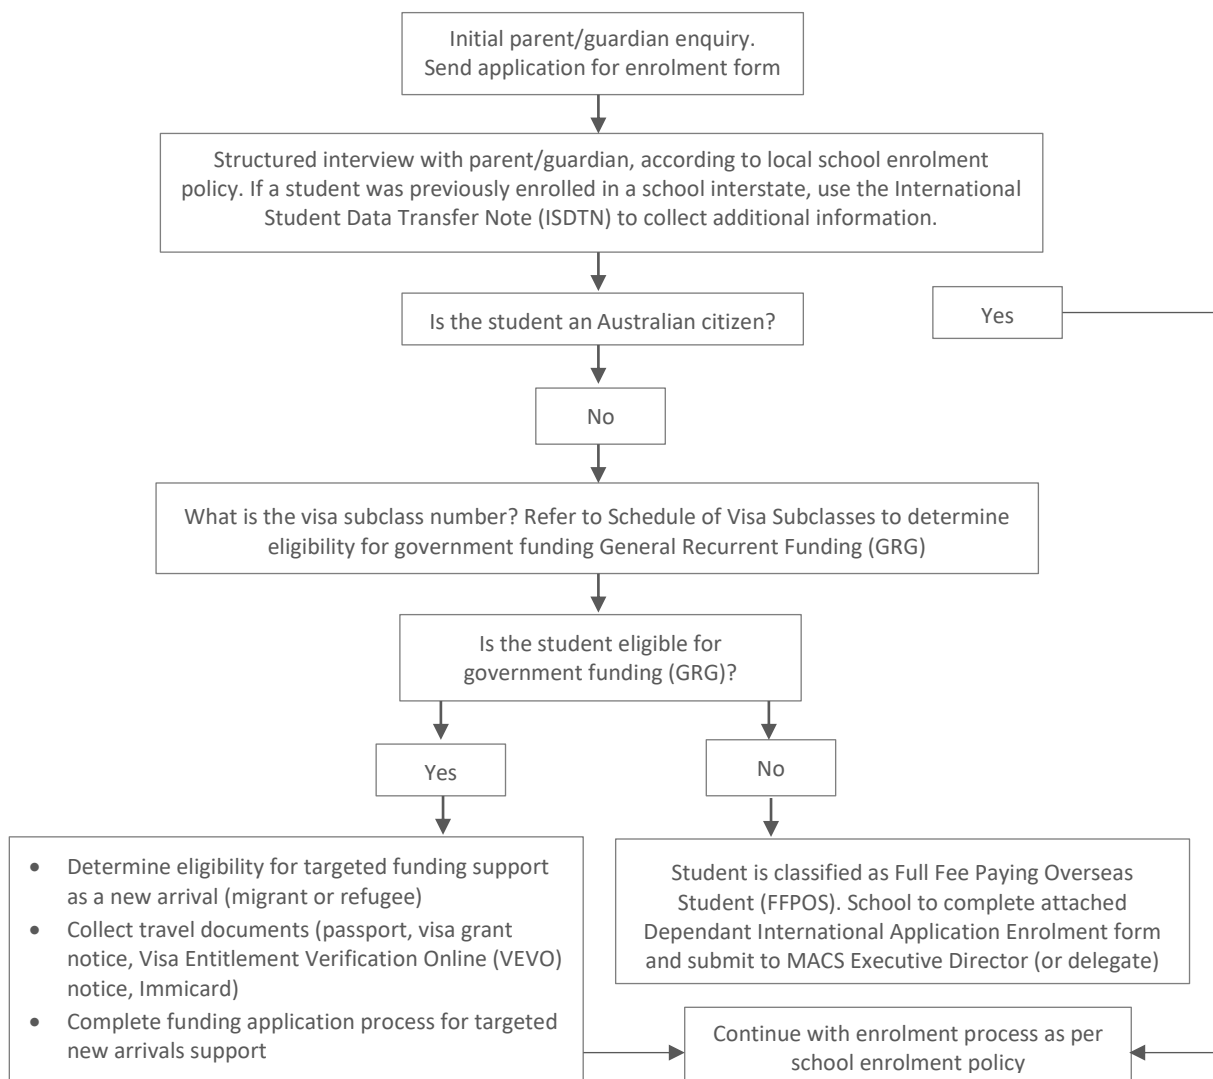 Initial parent/guardian enquiry.
Send application for enrolment form
Structured interview with parent/guardian, according to local school enrolment
policy. If a student was previously enrolled in a school interstate, use the International
Student Data Transfer Note (ISDTN) to collect additional information.
Is the student an Australian citizen?
Yes
No
What is the visa subclass number? Refer to Schedule of Visa Subclasses to determine
eligibility for government funding General Recurrent Funding (GRG)
Is the student eligible for
government funding (GRG)?
Yes
No
• Determine eligibility for targeted funding support
as a new arrival (migrant or refugee)
• Collect travel documents (passport, visa grant
notice, Visa Entitlement Verification Online (VEVO)
notice, Immicard)
• Complete funding application process for targeted
new arrivals support
Student is classified as Full Fee Paying Overseas
Student (FFPOS). School to complete attached
Dependant International Application Enrolment form
and submit to MACS Executive Director (or delegate)
Continue with enrolment process as per
school enrolment policy